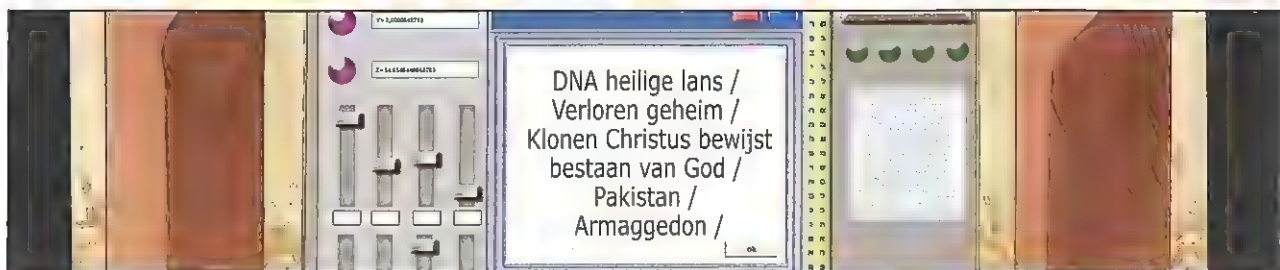 DNA heilige lans /
Verloren geheim /
Klonen Christus bewijst
bestaan van God /
Pakistan /
Armaggedon /
ok